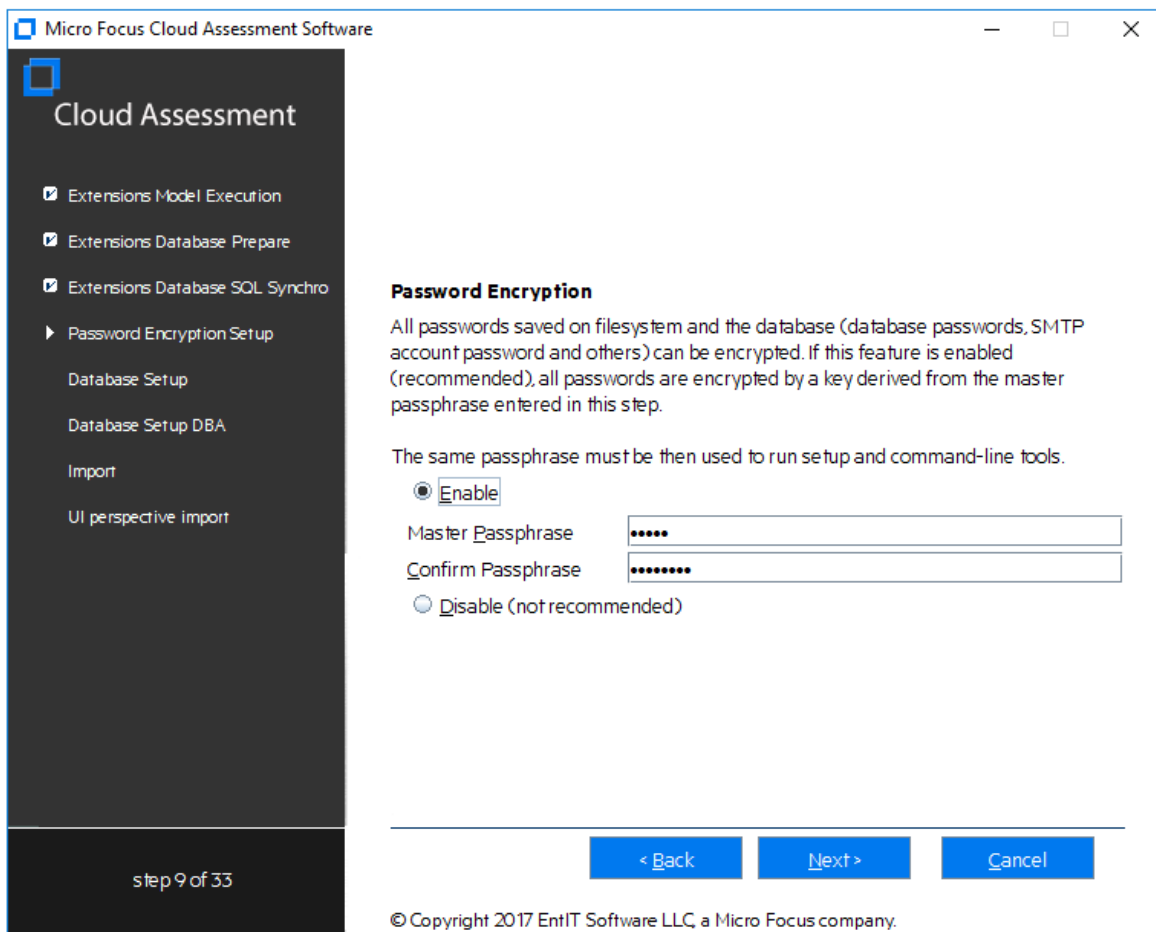 Micro Focus Cloud Assessment Software
Cloud Assessment
Extensions Model Execution
Extensions Database Prepare
Extensions Database SQL Synchro
Password Encryption Setup
Database Setup
Database Setup DBA
Import
UI perspective import
step 9 of 33
Password Encryption
All passwords saved on filesystem and the database (database passwords, SMTP
account password and others) can be encrypted. If this feature is enabled
(recommended), all passwords are encrypted by a key derived from the master
passphrase entered in this step.
The same passphrase must be then used to run setup and command-line tools.
Enable
Master Passphrase •••••
Confirm Passphrase ••••••••
Disable (not recommended)
< Back Next > Cancel
© Copyright 2017 EntIT Software LLC, a Micro Focus company.